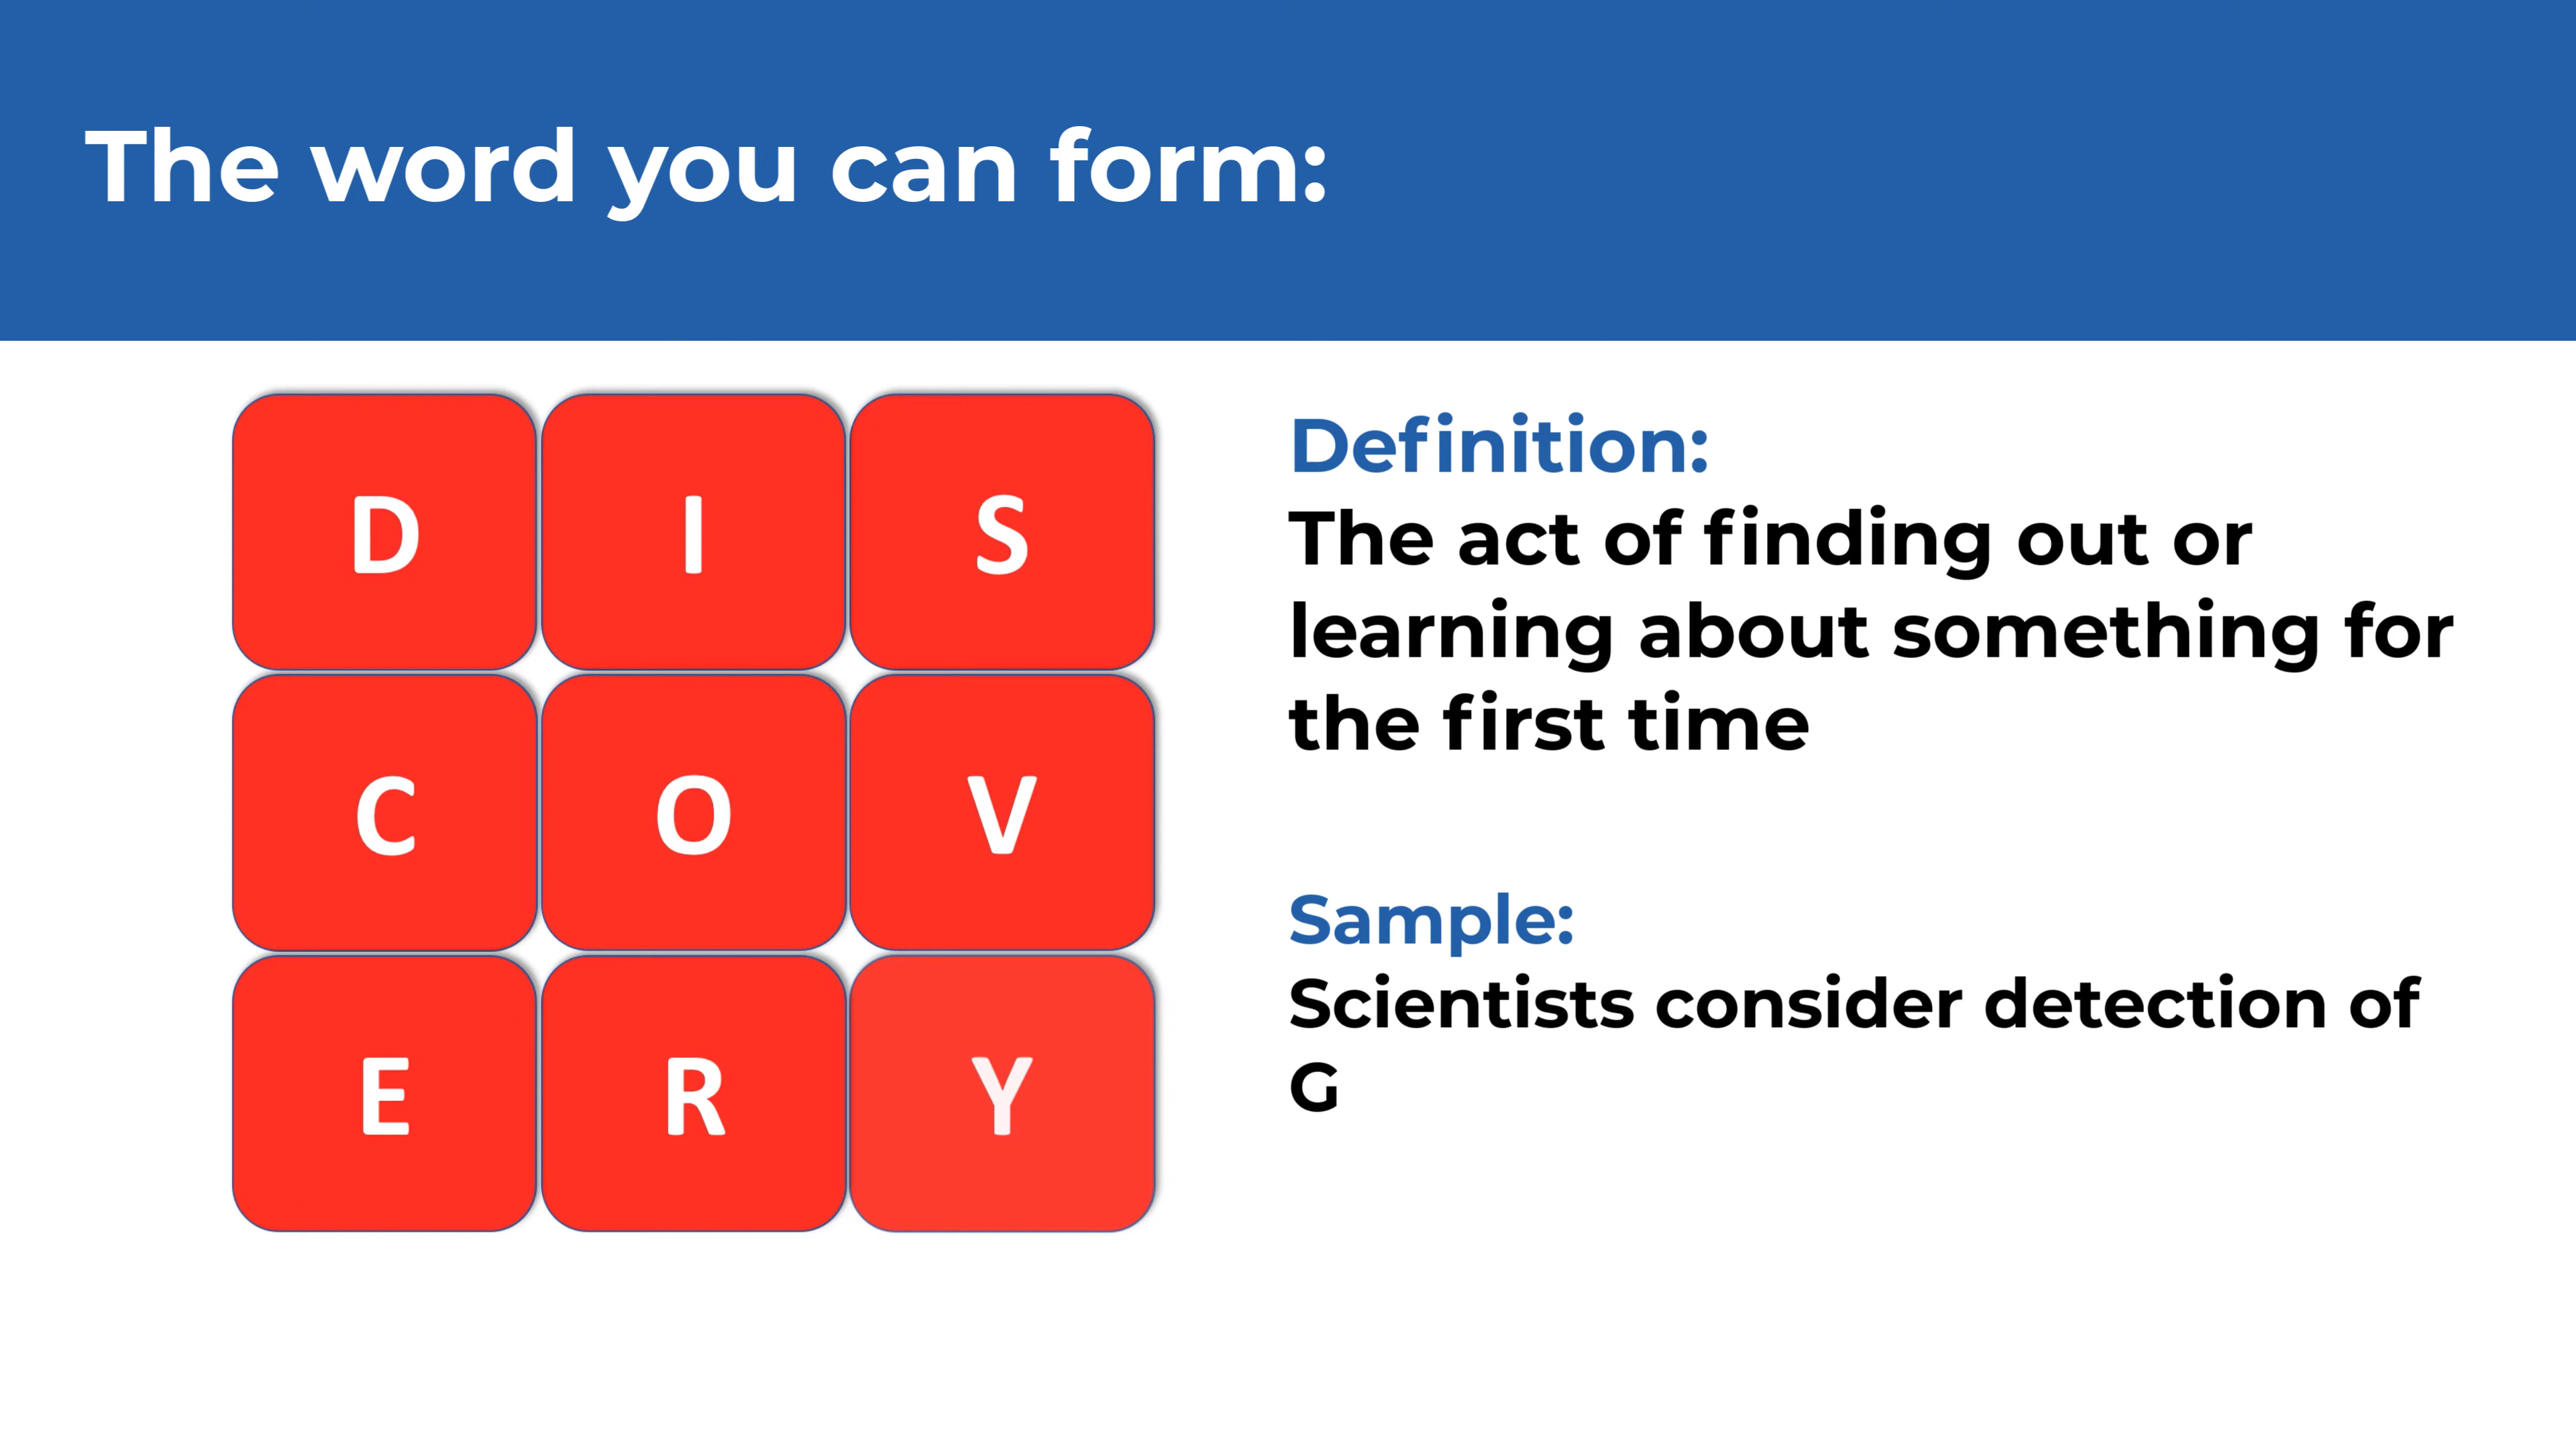 The word you can form:
D I S
C O V
E R Y
Definition:
The act of finding out or
learning about something for
the first time
Sample:
Scientists consider detection of
G